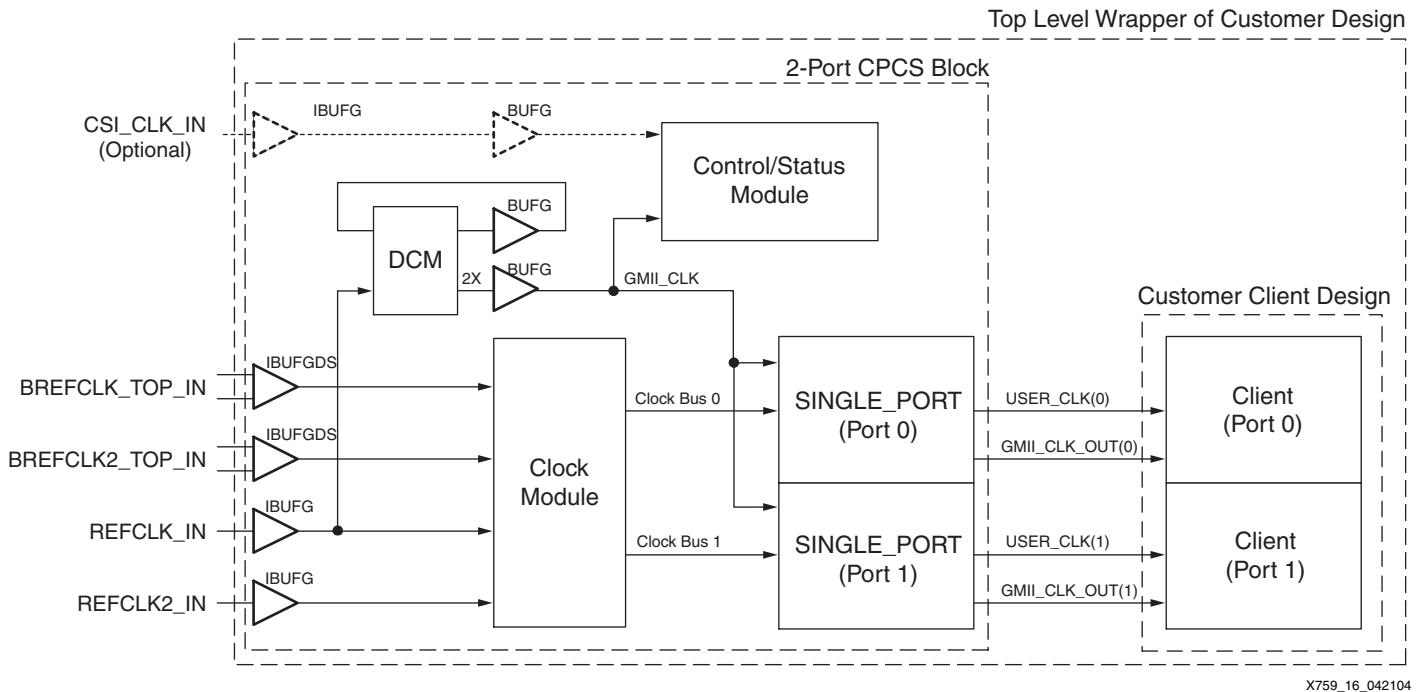 Top Level Wrapper of Customer Design
2-Port CPCS Block
CSI_CLK_IN
(Optional)
IBUFG
BUFG
Control/Status
Module
BUFG
DCM
2X
BUFG
GMII_CLK
Customer Client Design
BREFCLK_TOP_IN
IBUFGDS
BREFCLK2_TOP_IN
IBUFGDS
REFCLK_IN
IBUFG
REFCLK2_IN
IBUFG
Clock
Module
Clock Bus 0
Clock Bus 1
SINGLE_PORT
(Port 0)
SINGLE_PORT
(Port 1)
USER_CLK(0)
GMII_CLK_OUT(0)
USER_CLK(1)
GMII_CLK_OUT(1)
Client
(Port 0)
Client
(Port 1)
X759_16_042104